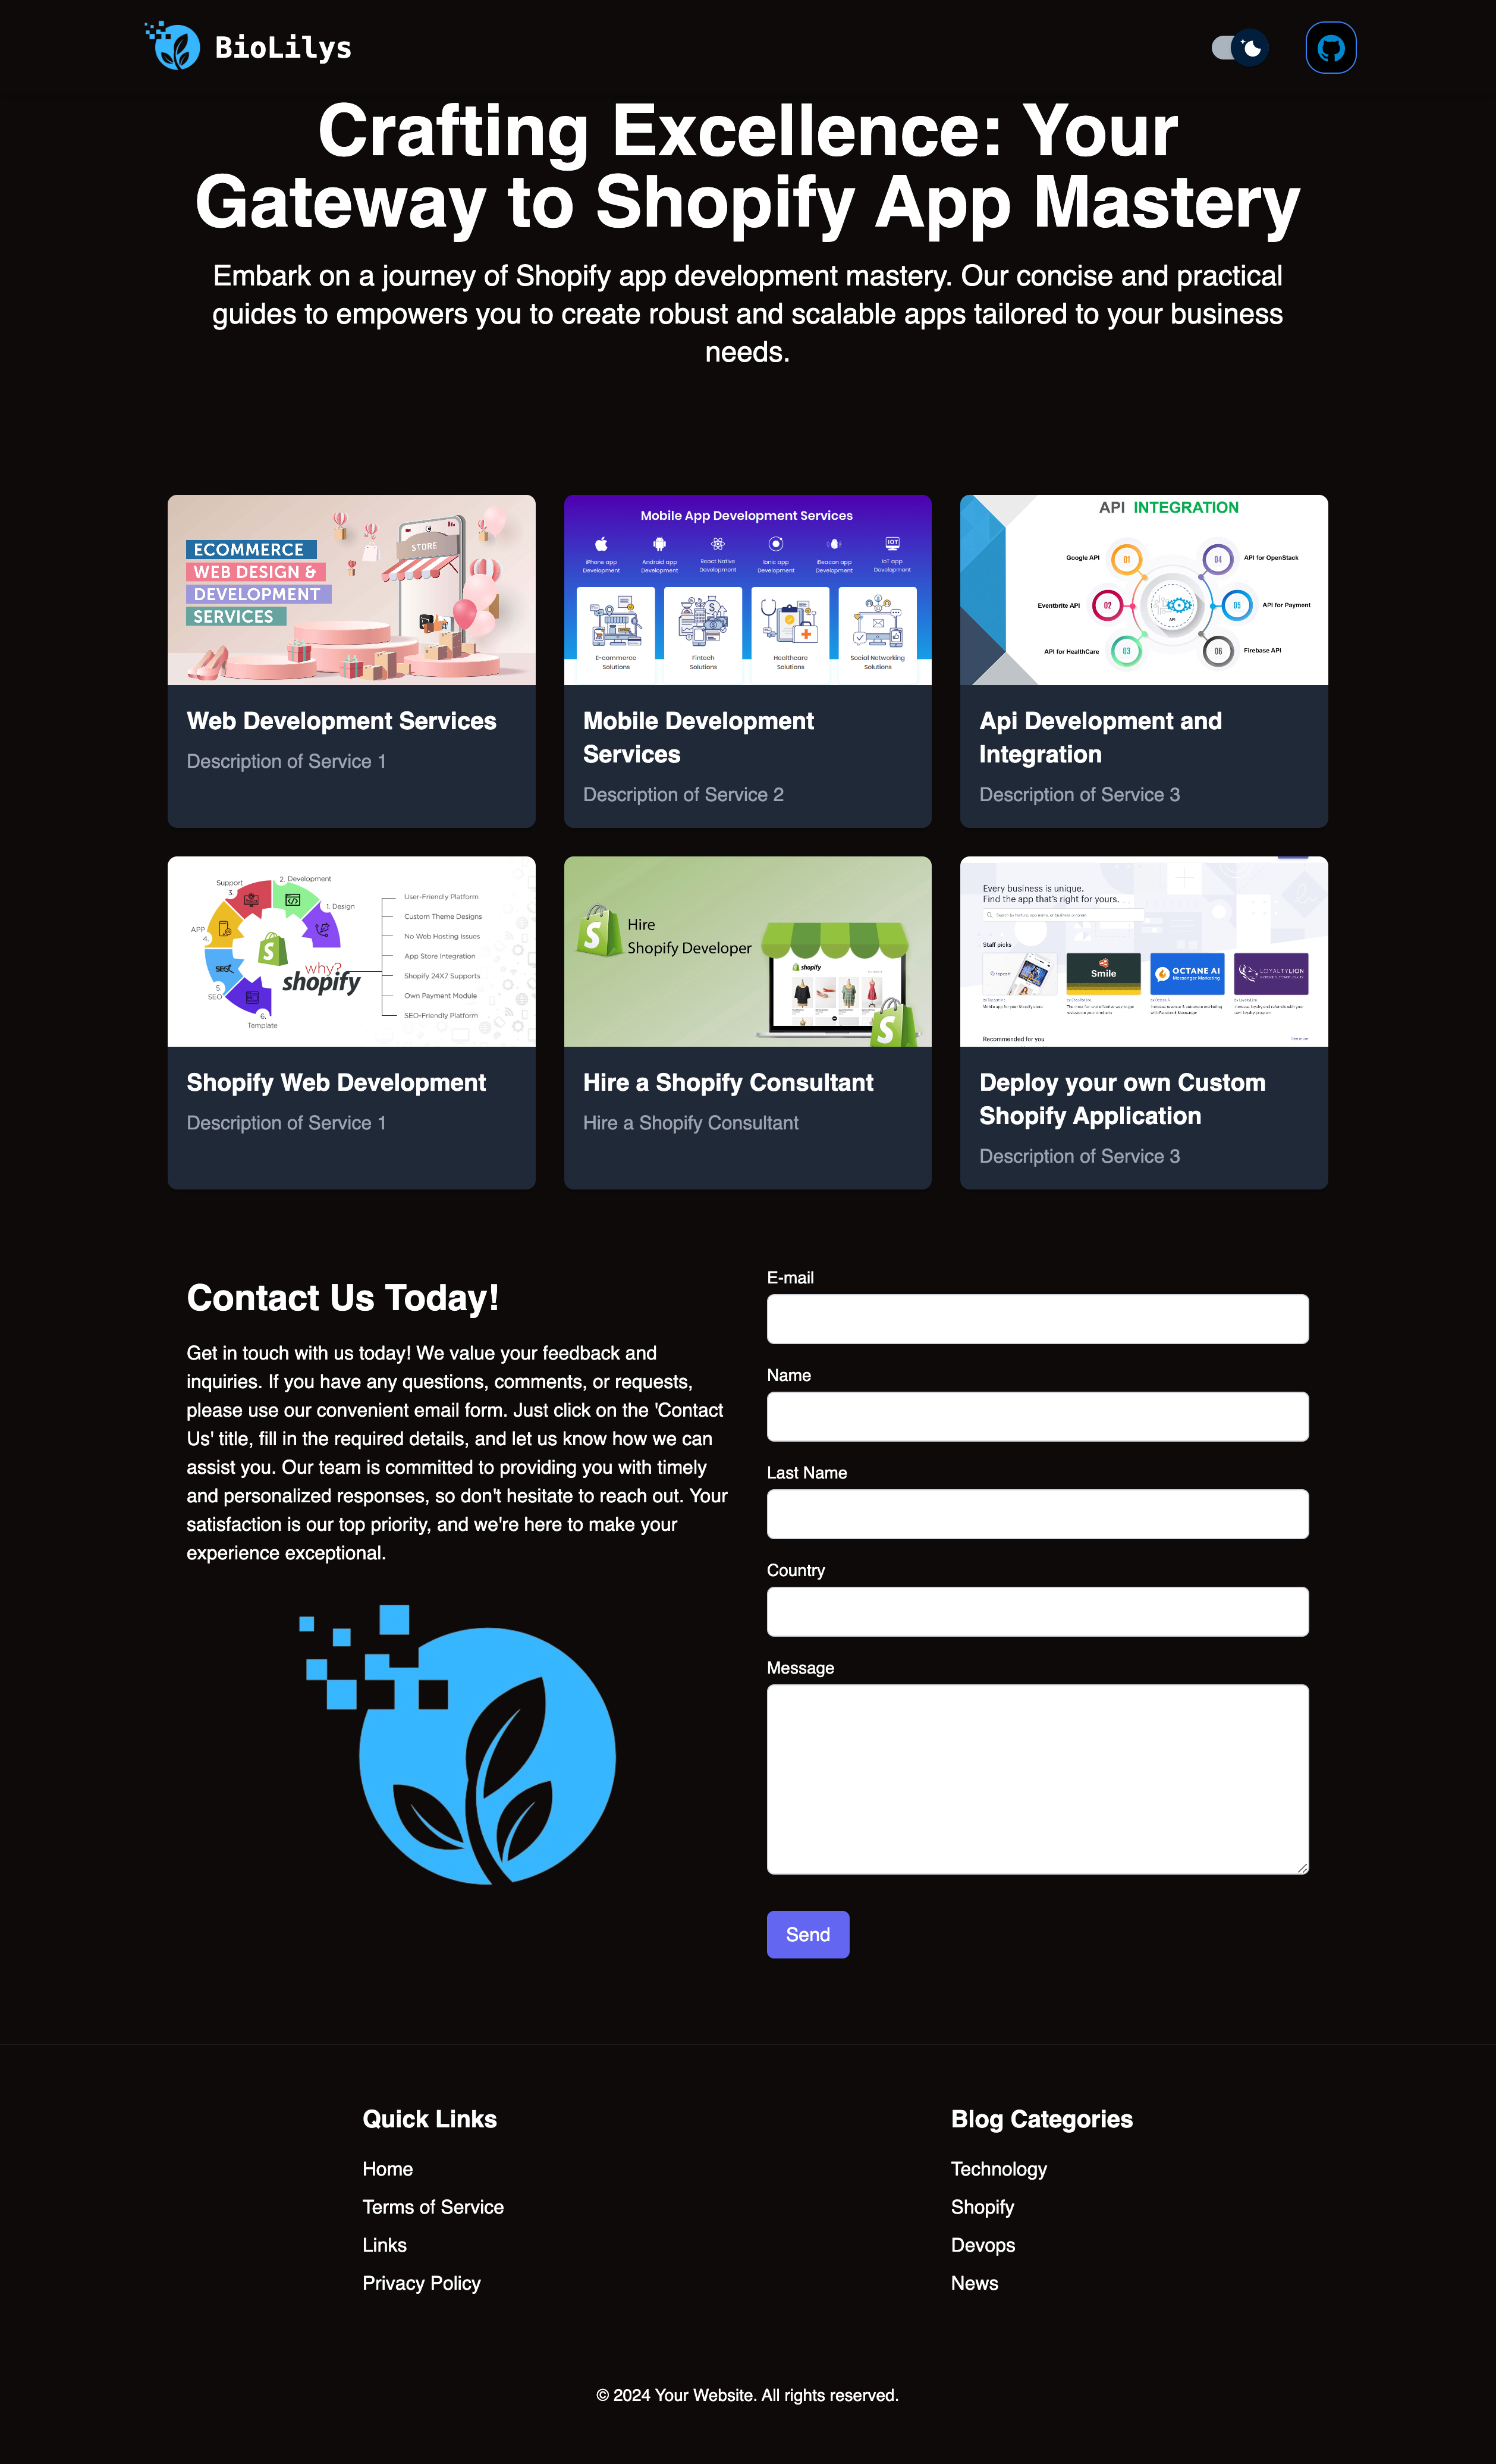 BioLilys
Crafting Excellence: Your
Gateway to Shopify App Mastery
Embark on a journey of Shopify app development mastery. Our concise and practical
guides to empowers you to create robust and scalable apps tailored to your business
needs.
ECOMMERCE
WEB DESIGN &
DEVELOPMENT
SERVICES
STORE
Web Development Services
Description of Service 1
Mobile App Development Services
iPhone app
Development
Android app
Development
React Native
Development
Ionic app
Development
iBeacon app
Development
IoT app
Development
E-commerce
Solutions
Fintech
Solutions
Healthcare
Solutions
Social Networking
Solutions
Mobile Development
Services
Description of Service 2
API INTEGRATION
Google API
01
04
API for OpenStack
Eventbrite API
02
API
05
API for Payment
API for HealthCare
03
06
Firebase API
Api Development and
Integration
Description of Service 3
Support
3.
2. Development
1. Design
APP
4.
SEO
5.
SEO
6.
Template
why?
shopify
User-Friendly Platform
Custom Theme Designs
No Web Hosting Issues
App Store Integration
Shopify 24X7 Supports
Own Payment Module
SEO-Friendly Platform
Shopify Web Development
Description of Service 1
Hire
Shopify Developer
shopify
Hire a Shopify Consultant
Hire a Shopify Consultant
Every business is unique.
Find the app that's right for yours.
Staff picks
Smile
OCTANE AI
Messenger Marketing
LOYALTYLION
Recommended for you
Deploy your own Custom
Shopify Application
Description of Service 3
Contact Us Today!
Get in touch with us today! We value your feedback and
inquiries. If you have any questions, comments, or requests,
please use our convenient email form. Just click on the 'Contact
Us' title, fill in the required details, and let us know how we can
assist you. Our team is committed to providing you with timely
and personalized responses, so don't hesitate to reach out. Your
satisfaction is our top priority, and we're here to make your
experience exceptional.
E-mail
Name
Last Name
Country
Message
Send
Quick Links
Home
Terms of Service
Links
Privacy Policy
Blog Categories
Technology
Shopify
Devops
News
© 2024 Your Website. All rights reserved.